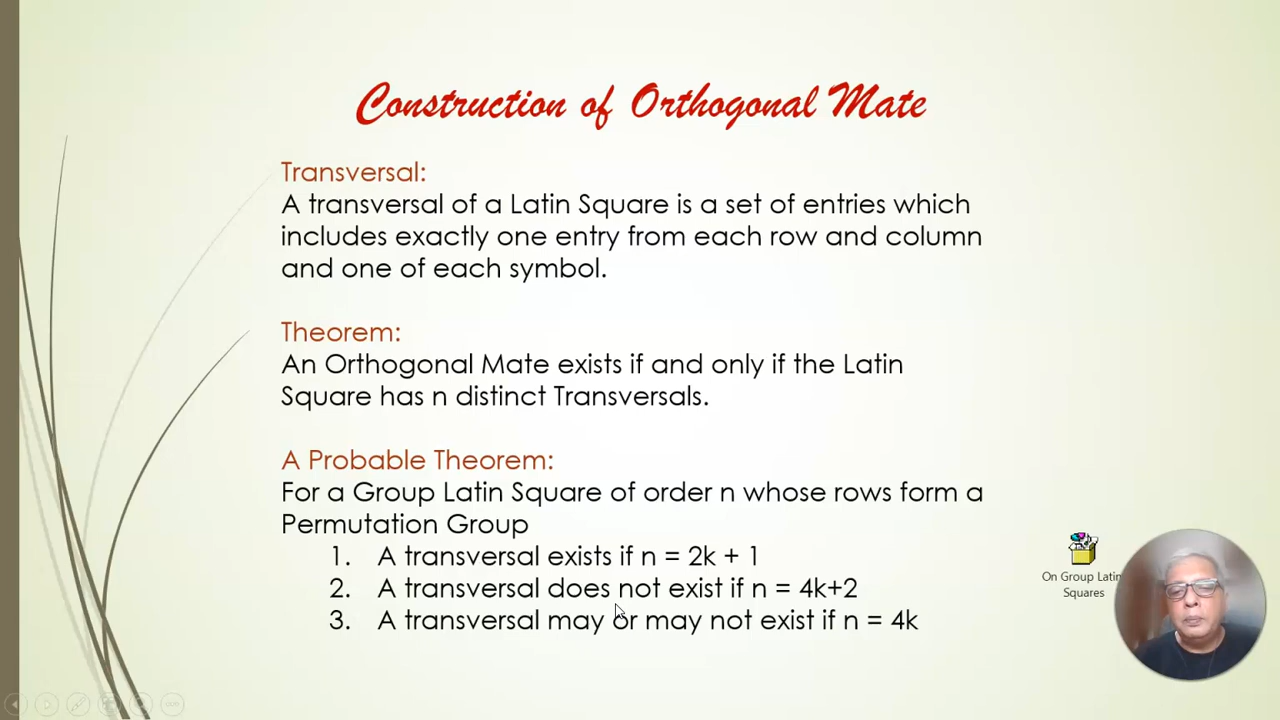 Construction of Orthogonal Mate
Transversal:
A transversal of a Latin Square is a set of entries which
includes exactly one entry from each row and column
and one of each symbol.
Theorem:
An Orthogonal Mate exists if and only if the Latin
Square has n distinct Transversals.
A Probable Theorem:
For a Group Latin Square of order n whose rows form a
Permutation Group
1. A transversal exists if n = 2k + 1
2. A transversal does not exist if n = 4k+2
3. A transversal may or may not exist if n = 4k
On Group Latin
Squares